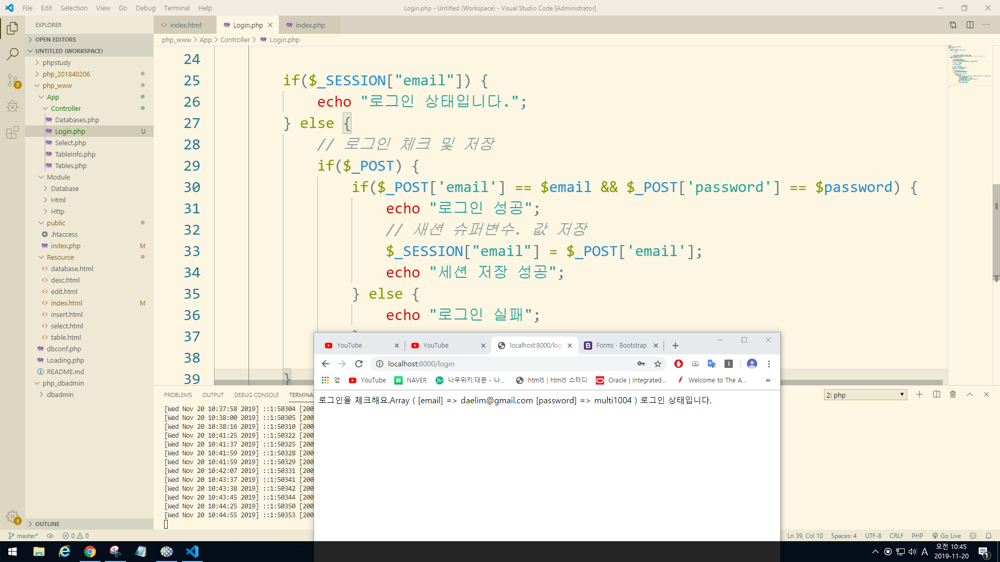 File Edit Selection View Go Debug Terminal Help
Login.php - Untitled (Workspace) - Visual Studio Code [Administrator]
EXPLORER
OPEN EDITORS
UNTITLED (WORKSPACE)
phpstudy
php_201840206
php_www
App
Controller
Databases.php
Login.php U
Select.php
TableInfo.php
Tables.php
Module
Database
Html
Http
public
.htaccess
index.php M
Resource
database.html
desc.html
edit.html
index.html M
insert.html
select.html
table.html
dbconf.php
Loading.php
README.md
php_dbadmin
dbadmin
OUTLINE
7
1
index.html
Login.php
index.php
php_www > App > Controller > Login.php
24
25 if($_SESSION["email"]) {
26 echo "로그인 상태입니다.";
27 } else {
28 // 로그인 체크 및 저장
29 if($_POST) {
30 if($_POST['email'] == $email && $_POST['password'] == $password) {
31 echo "로그인 성공";
32 // 새션 슈퍼변수. 값 저장
33 $_SESSION["email"] = $_POST['email'];
34 echo "세션 저장 성공";
35 } else {
36 echo "로그인 실패";
37
38
39 }
PROBLEMS OUTPUT DEBUG CONSOLE TERMINA
2: php
[Wed Nov 20 10:37:58 2019] ::1:50304 [200
[Wed Nov 20 10:38:00 2019] ::1:50305 [200
[Wed Nov 20 10:38:16 2019] ::1:50310 [200
[Wed Nov 20 10:41:25 2019] ::1:50322 [200
[Wed Nov 20 10:41:37 2019] ::1:50325 [200
[Wed Nov 20 10:41:59 2019] ::1:50328 [200
[Wed Nov 20 10:41:59 2019] ::1:50329 [200
[Wed Nov 20 10:42:07 2019] ::1:50331 [200
[Wed Nov 20 10:43:37 2019] ::1:50341 [200
[Wed Nov 20 10:43:38 2019] ::1:50342 [200
[Wed Nov 20 10:43:45 2019] ::1:50344 [200
[Wed Nov 20 10:44:25 2019] ::1:50350 [200
[Wed Nov 20 10:44:55 2019] ::1:50353 [200
YouTube
YouTube
localhost:8000/logi
Forms · Bootstrap
localhost:8000/login
앱 YouTube NAVER 나무위키:대문 - 나... html5 | html5 스터디 Oracle | Integrated... Welcome to The A... »
로그인을 체크해요.Array ( [email] => daelim@gmail.com [password] => multi1004 ) 로그인 상태입니다.
master* 0 0
Ln 39, Col 10 Spaces: 4 UTF-8 CRLF PHP Go Live
A
오전 10:45
2019-11-20
1